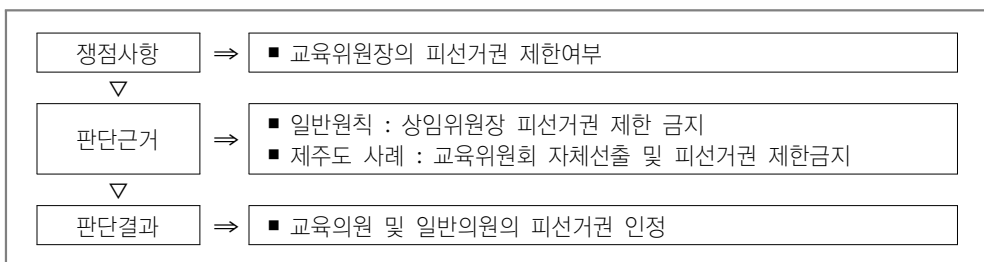 쟁점사항 ⇒ ■ 교육위원장의 피선거권 제한여부
▽
판단근거 ⇒ ■ 일반원칙 : 상임위원장 피선거권 제한 금지
■ 제주도 사례 : 교육위원회 자체선출 및 피선거권 제한금지
▽
판단결과 ⇒ ■ 교육의원 및 일반의원의 피선거권 인정